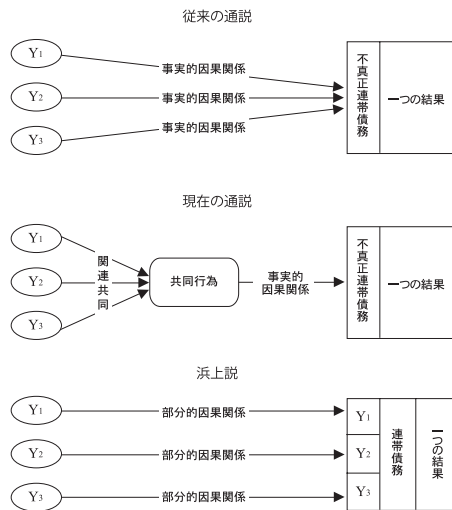 従来の通説
Y1
事実的因果関係
Y2
事実的因果関係
Y3
事実的因果関係
不真正連帯債務
一つの結果
現在の通説
Y1
Y2
Y3
関連共同
共同行為
事実的
因果関係
不真正連帯債務
一つの結果
浜上説
Y1
部分的因果関係
Y1
Y2
部分的因果関係
Y2
Y3
部分的因果関係
Y3
連帯債務
一つの結果